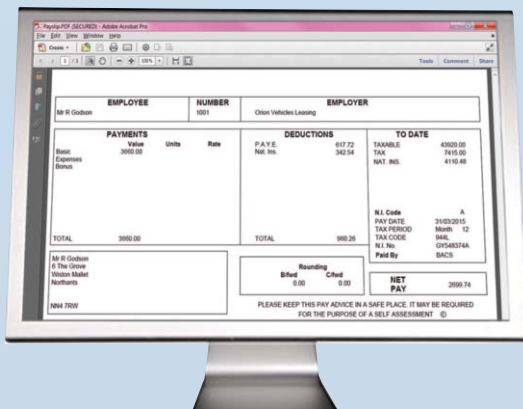 Payslip.PDF (SECURED) - Adobe Acrobat Pro
File Edit View Window Help
Create
1 / 1 100%
Tools Comment Share
EMPLOYEE NUMBER EMPLOYER
Mr R Godson 1001 Orion Vehicles Leasing
PAYMENTS DEDUCTIONS TO DATE
Value Units Rate
Basic 3660.00
Expenses
Bonus
P.A.Y.E. 617.72
Nat. Ins. 342.54
TAXABLE 43920.00
TAX 7415.00
NAT. INS. 4110.48
N.I. Code A
PAY DATE 31/03/2015
TAX PERIOD Month 12
TAX CODE 944L
N.I. No. GY548374A
Paid By BACS
TOTAL 3660.00 TOTAL 960.26
Mr R Godson
6 The Grove
Wiston Mallet
Northants
NN4 7RW
Rounding
B/fwd C/fwd
0.00 0.00
NET PAY 2699.74
PLEASE KEEP THIS PAY ADVICE IN A SAFE PLACE. IT MAY BE REQUIRED
FOR THE PURPOSE OF A SELF ASSESSMENT ©